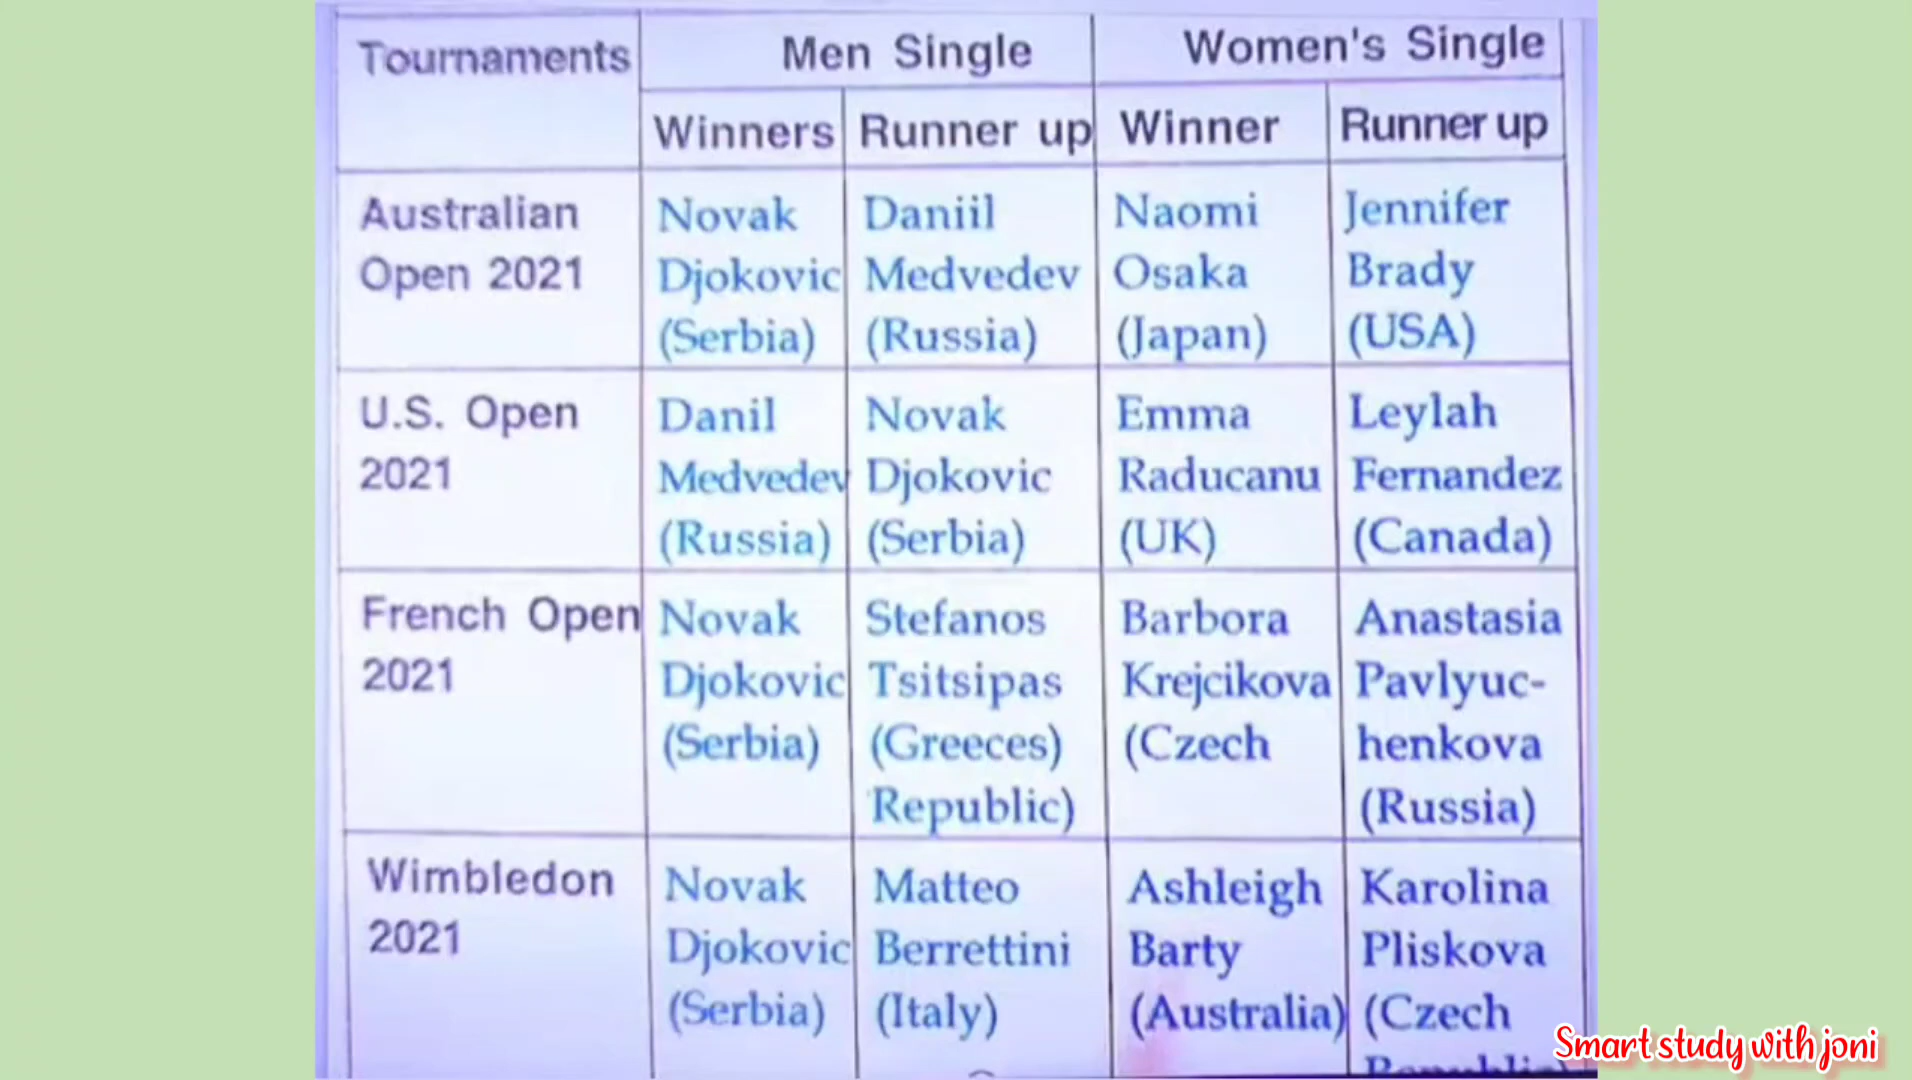 Tournaments
Men Single
Women's Single
Winners
Runner up
Winner
Runner up
Australian
Open 2021
Novak
Djokovic
(Serbia)
Daniil
Medvedev
(Russia)
Naomi
Osaka
(Japan)
Jennifer
Brady
(USA)
U.S. Open
2021
Danil
Medvedev
(Russia)
Novak
Djokovic
(Serbia)
Emma
Raducanu
(UK)
Leylah
Fernandez
(Canada)
French Open
2021
Novak
Djokovic
(Serbia)
Stefanos
Tsitsipas
(Greeces)
Republic)
Barbora
Krejcikova
(Czech
Anastasia
Pavlyuc-
henkova
(Russia)
Wimbledon
2021
Novak
Djokovic
(Serbia)
Matteo
Berrettini
(Italy)
Ashleigh
Barty
(Australia)
Karolina
Pliskova
(Czech
Smart study with joni